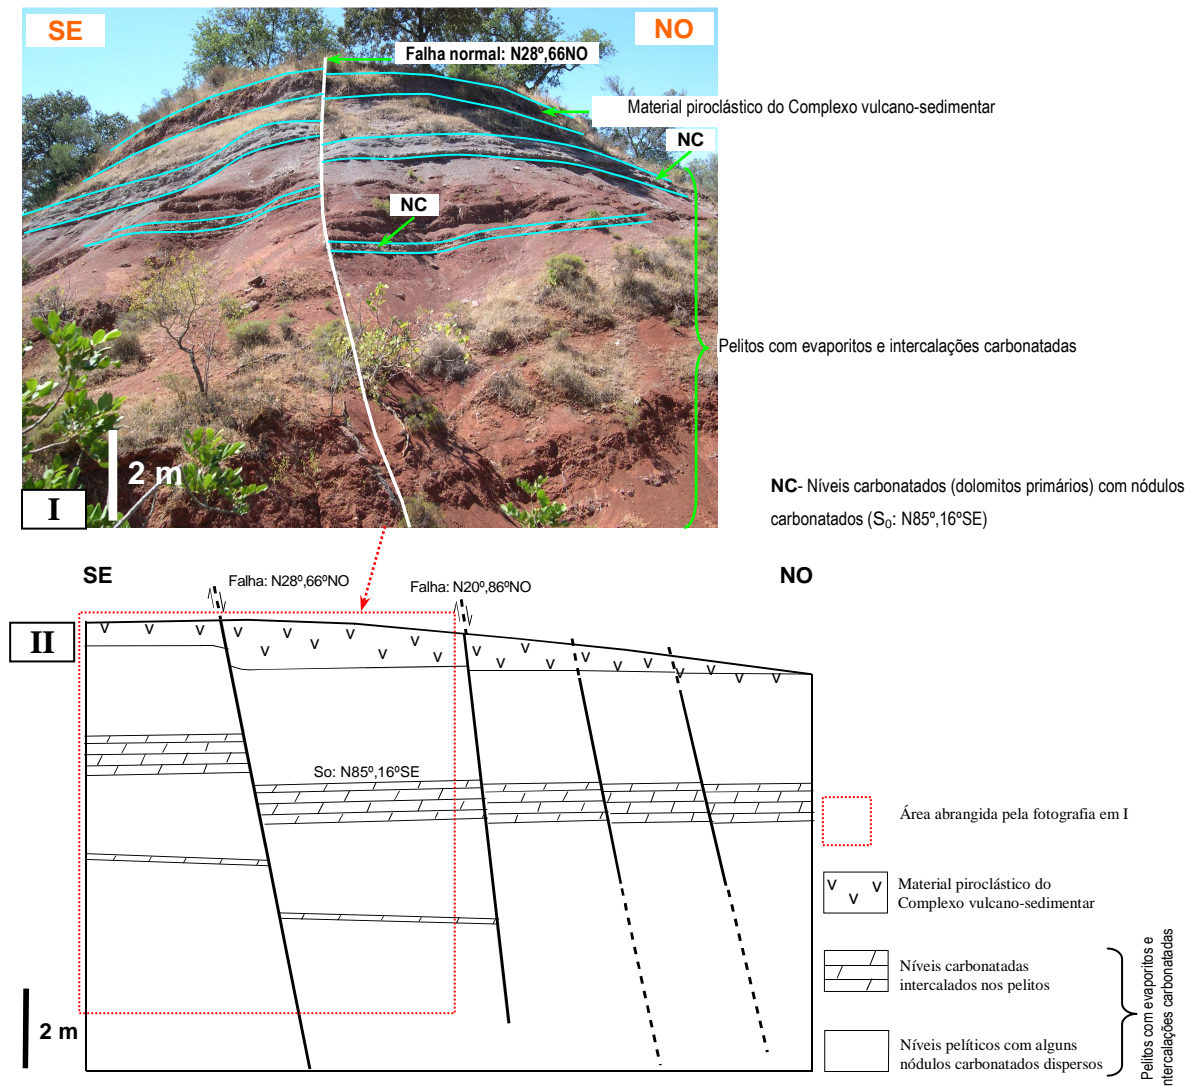 SE
NO
Falha normal: N28º,66NO
Material piroclástico do Complexo vulcano-sedimentar
NC
NC
Pelitos com evaporitos e intercalações carbonatadas
2 m
I
NC- Níveis carbonatados (dolomitos primários) com nódulos
carbonatados (S0: N85º,16ºSE)
SE
NO
Falha: N28º,66ºNO
Falha: N20º,86ºNO
II
So: N85º,16ºSE
2 m
Área abrangida pela fotografia em I
Material piroclástico do
Complexo vulcano-sedimentar
Níveis carbonatadas
intercalados nos pelitos
Níveis pelíticos com alguns
nódulos carbonatados dispersos
Pelitos com evaporitos e
intercalações carbonatadas